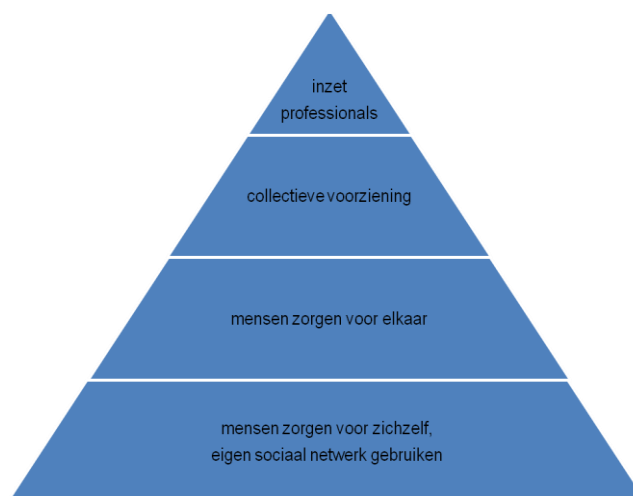 inzet
professionals
collectieve voorziening
mensen zorgen voor elkaar
mensen zorgen voor zichzelf,
eigen sociaal netwerk gebruiken